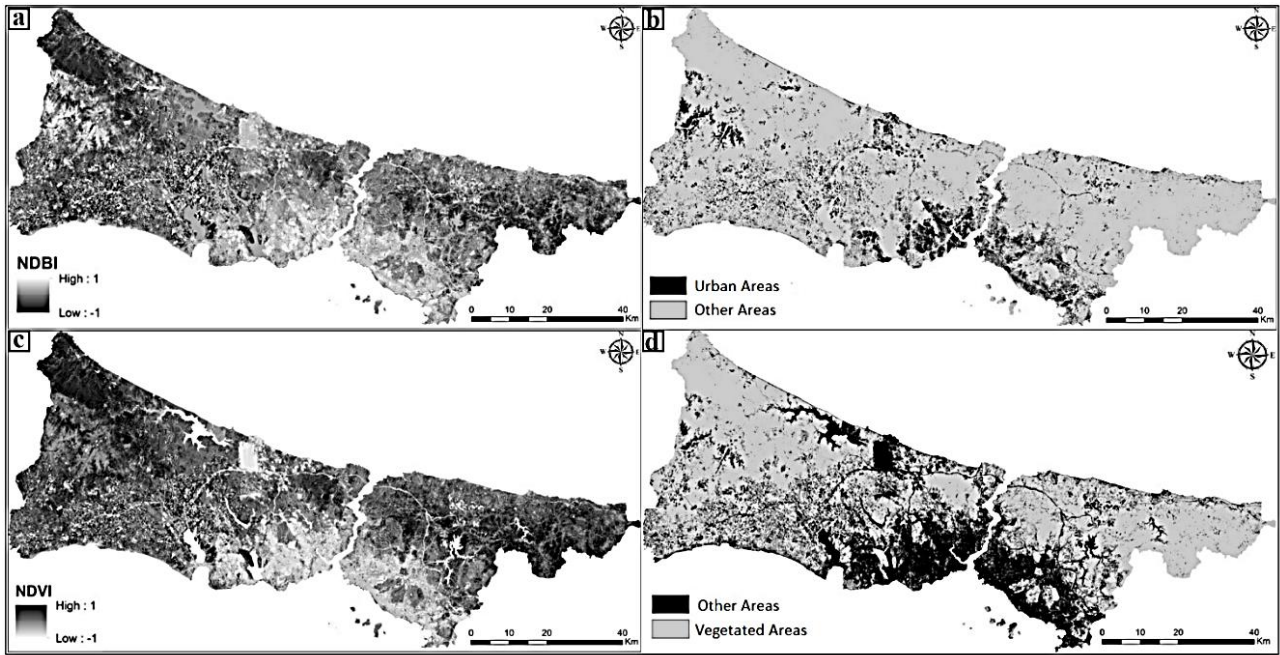 a
N
W E
S
NDBI
High : 1
Low : -1
0 10 20 40
Km
b
N
W E
S
Urban Areas
Other Areas
0 10 20 40
Km
c
N
W E
S
NDVI
High : 1
Low : -1
0 10 20 40
Km
d
N
W E
S
Other Areas
Vegetated Areas
0 10 20 40
Km